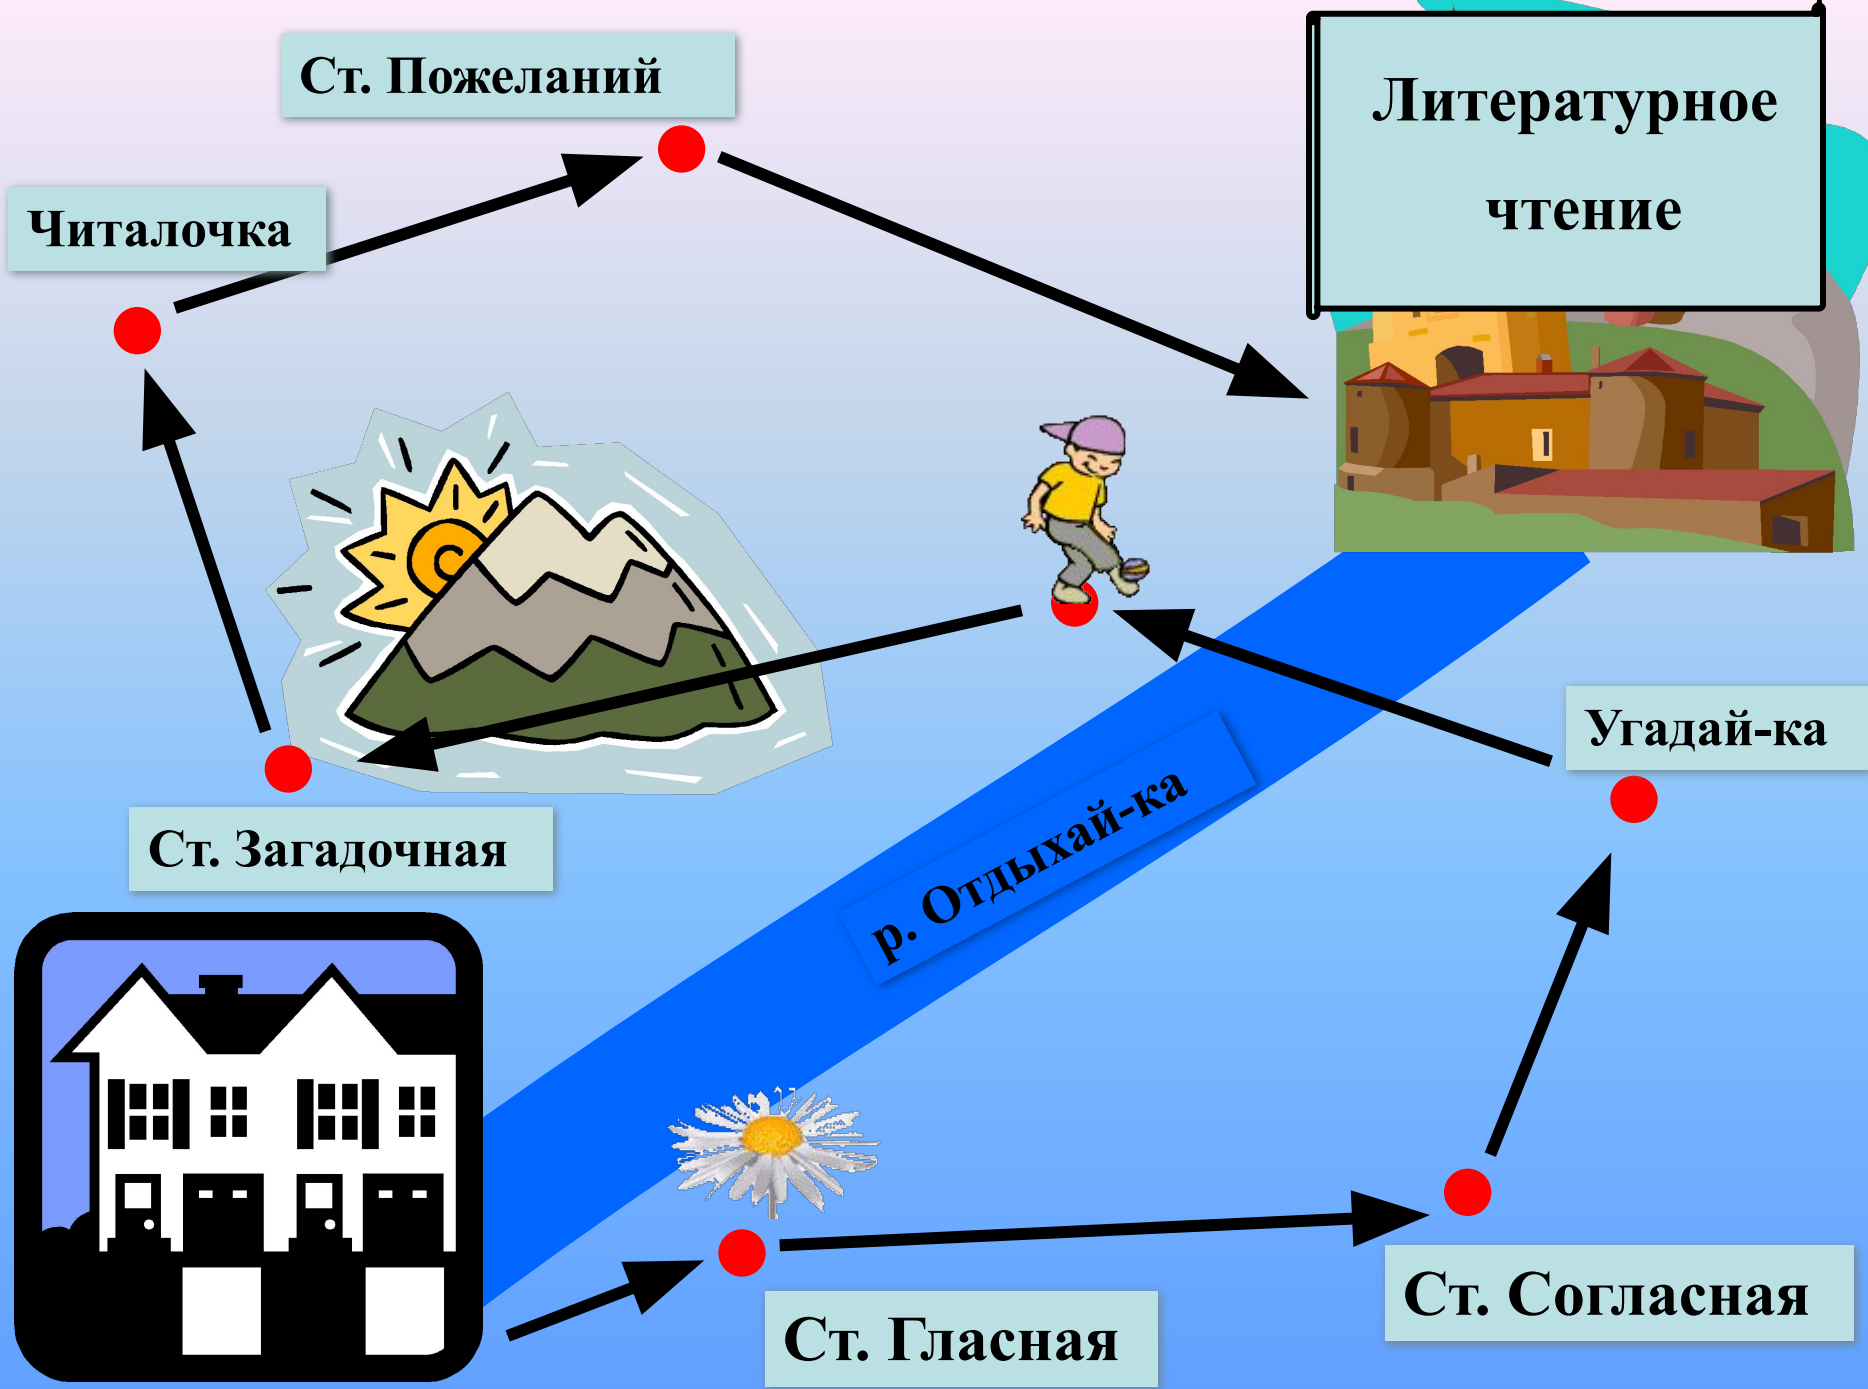 Ст. Пожеланий
Литературное
чтение
Читалочка
Угадай-ка
р. Отдыхай-ка
Ст. Загадочная
Ст. Согласная
Ст. Гласная